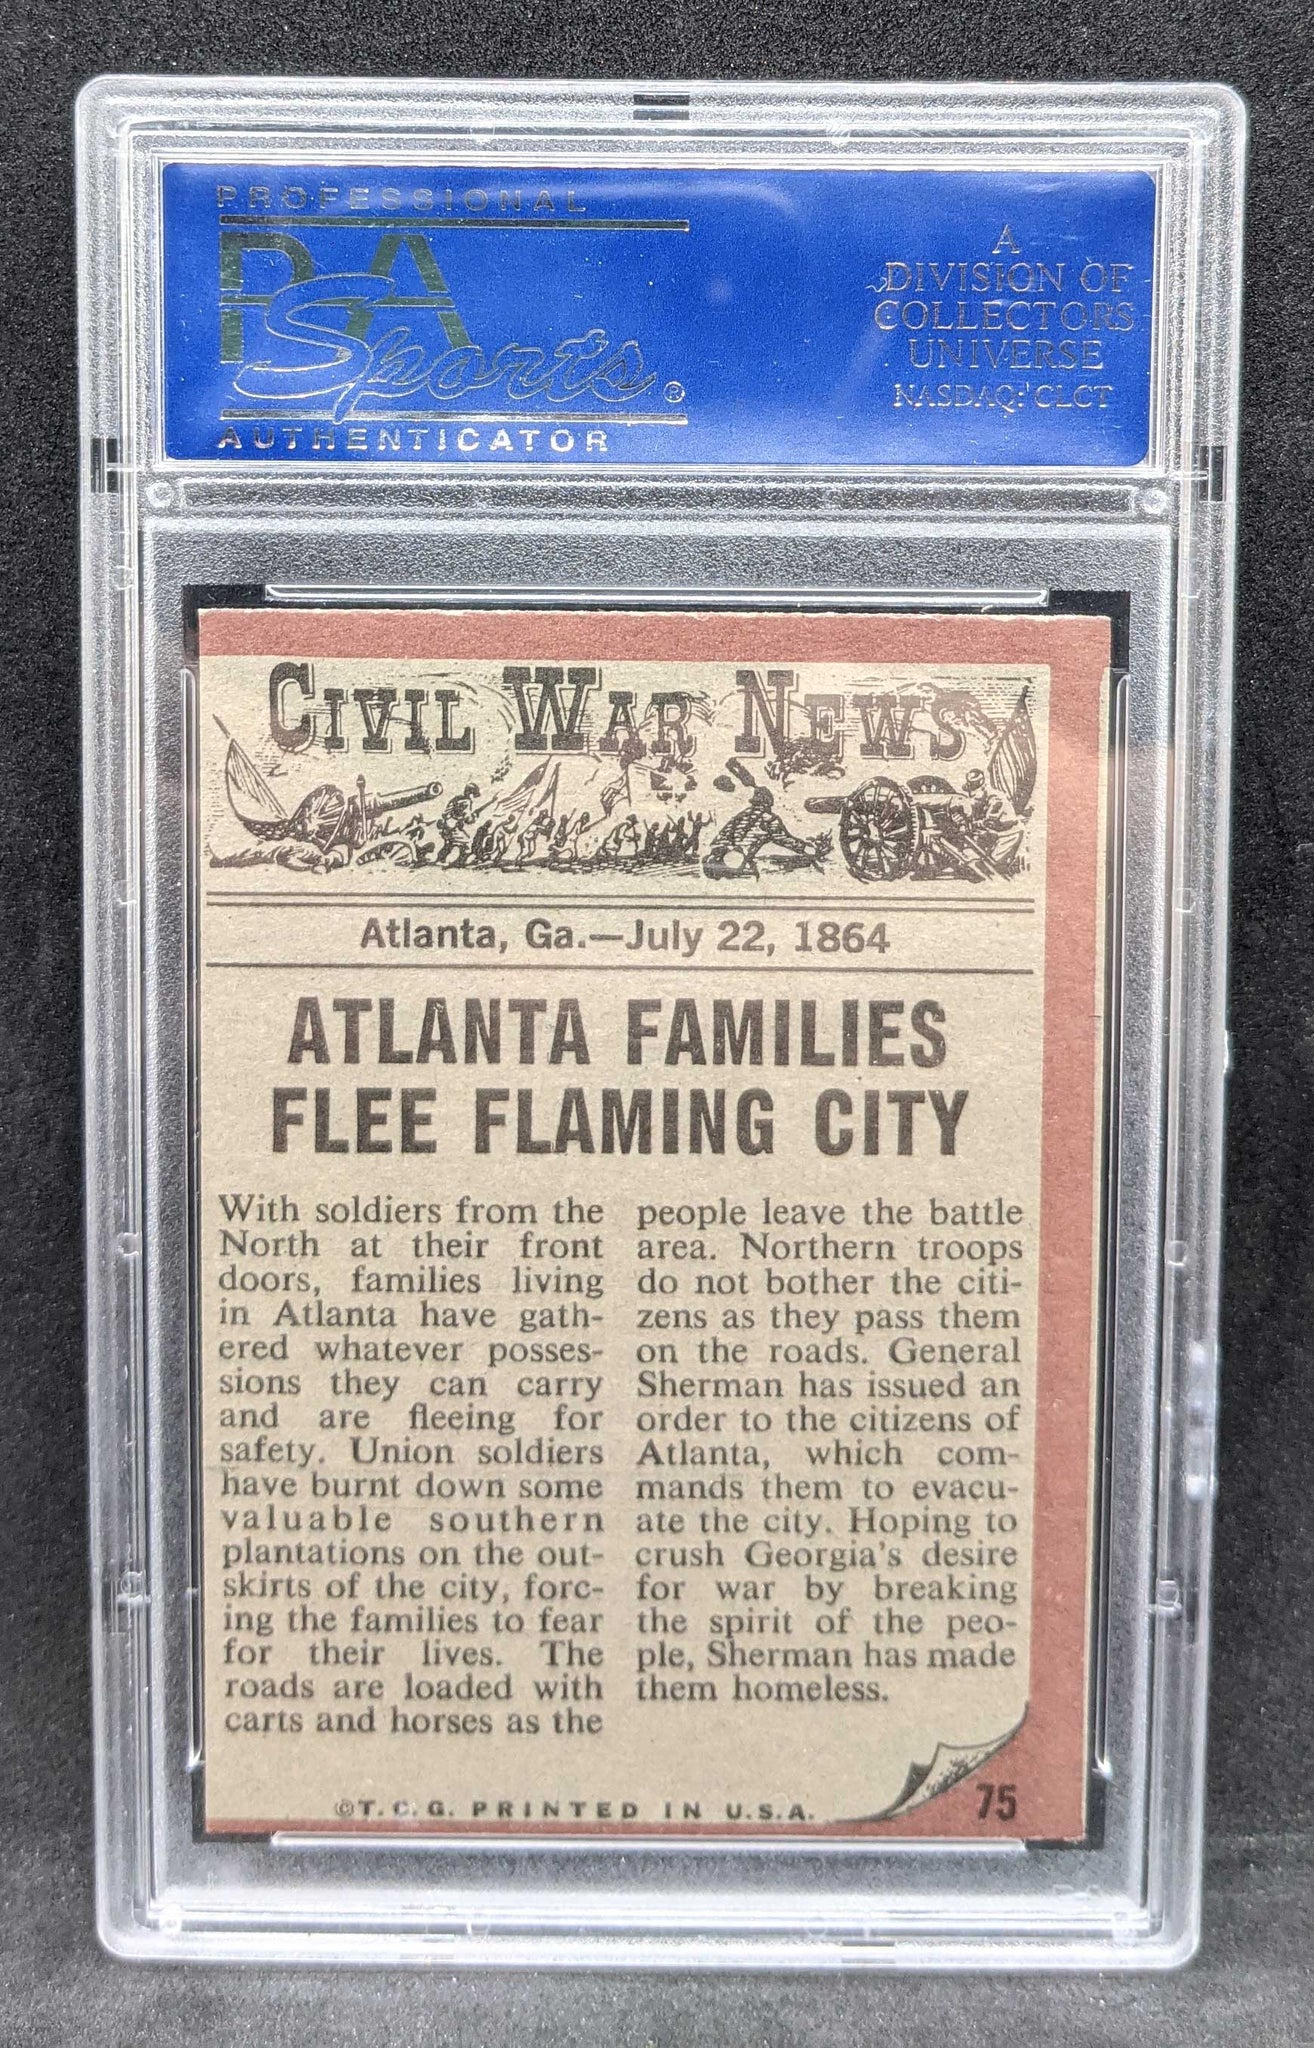 PROFESSIONAL
PSA
Sports®
AUTHENTICATOR
A
DIVISION OF
COLLECTORS
UNIVERSE
NASDAQ: CLCT
CIVIL WAR NEWS
Atlanta, Ga.—July 22, 1864
ATLANTA FAMILIES
FLEE FLAMING CITY
With soldiers from the
North at their front
doors, families living
in Atlanta have gath-
ered whatever posses-
sions they can carry
and are fleeing for
safety. Union soldiers
have burnt down some
valuable southern
plantations on the out-
skirts of the city, forc-
ing the families to fear
for their lives. The
roads are loaded with
carts and horses as the
people leave the battle
area. Northern troops
do not bother the citi-
zens as they pass them
on the roads. General
Sherman has issued an
order to the citizens of
Atlanta, which com-
mands them to evacu-
ate the city. Hoping to
crush Georgia's desire
for war by breaking
the spirit of the peo-
ple, Sherman has made
them homeless.
©T.C.G. PRINTED IN U.S.A.
75